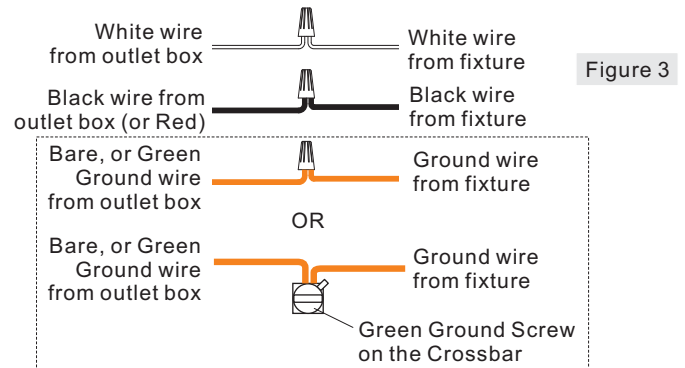 White wire
from outlet box
White wire
from fixture
Figure 3
Black wire from
outlet box (or Red)
Black wire
from fixture
Bare, or Green
Ground wire
from outlet box
Ground wire
from fixture
OR
Bare, or Green
Ground wire
from outlet box
Ground wire
from fixture
Green Ground Screw
on the Crossbar